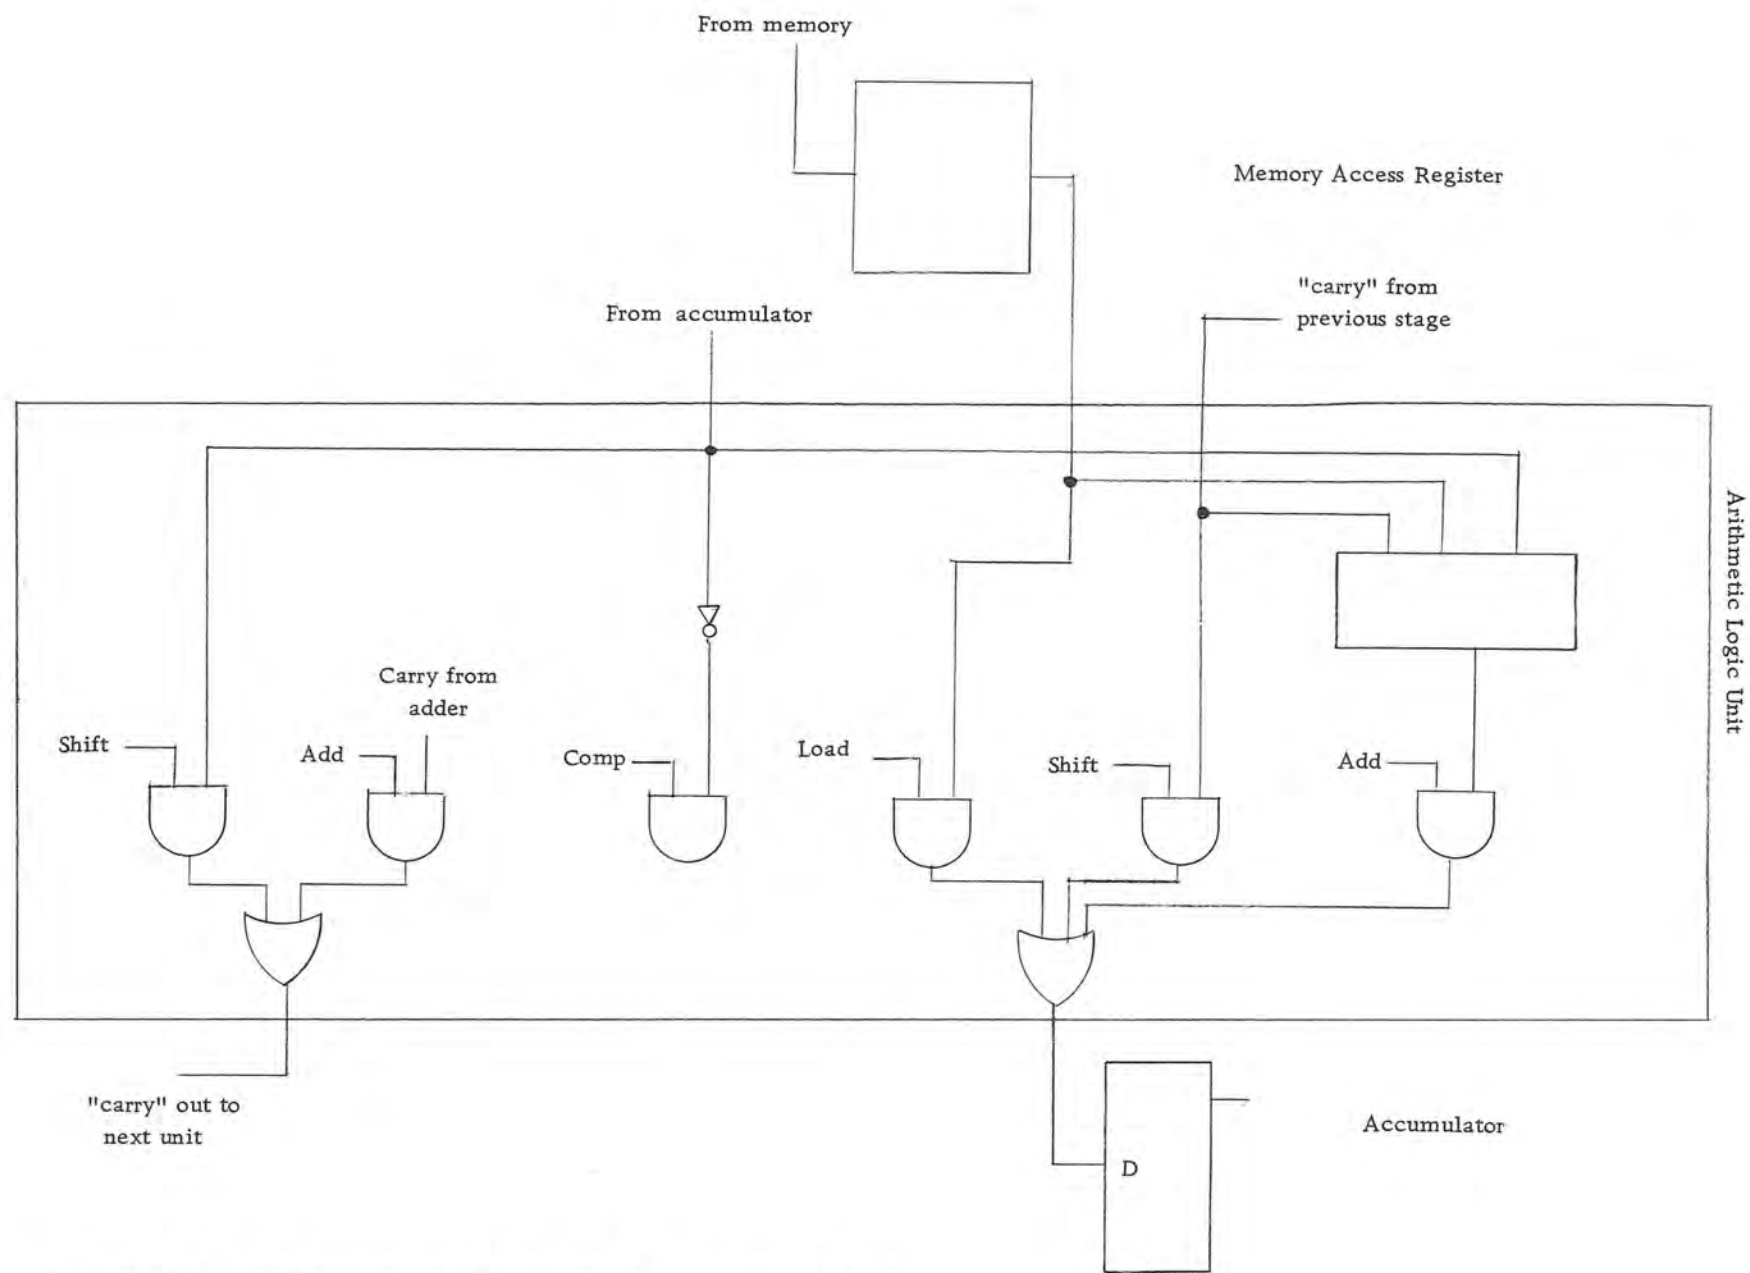 From memory
Memory Access Register
"carry" from
previous stage
From accumulator
Arithmetic Logic Unit
Carry from
adder
Shift
Add
Comp
Load
Shift
Add
"carry" out to
next unit
D
Accumulator